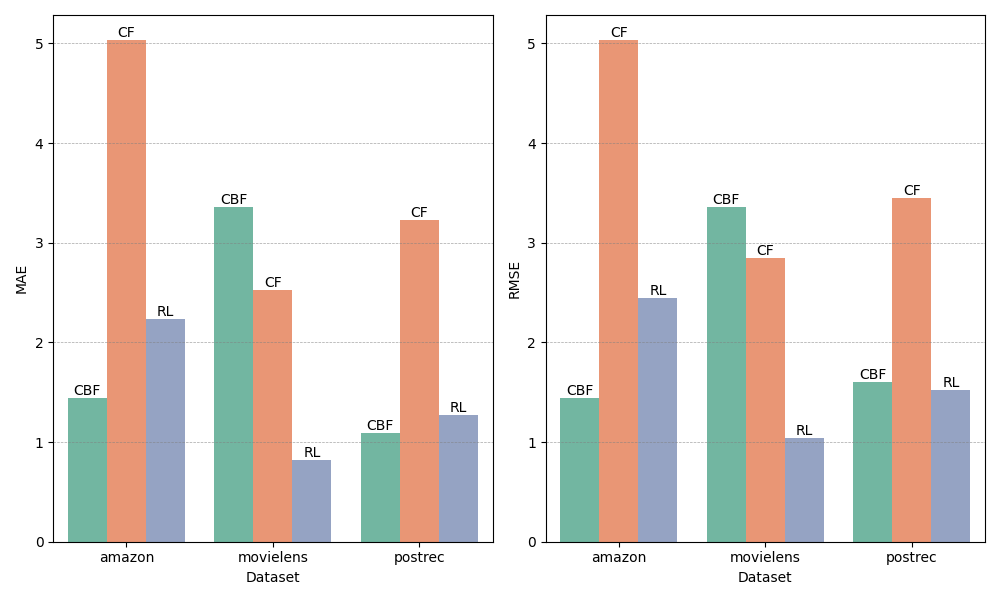 MAE
5
4
3
2
1
0
CBF
CF
RL
CBF
CF
RL
CBF
CF
RL
amazon
movielens
postrec
Dataset
RMSE
5
4
3
2
1
0
CBF
CF
RL
CBF
CF
RL
CBF
CF
RL
amazon
movielens
postrec
Dataset